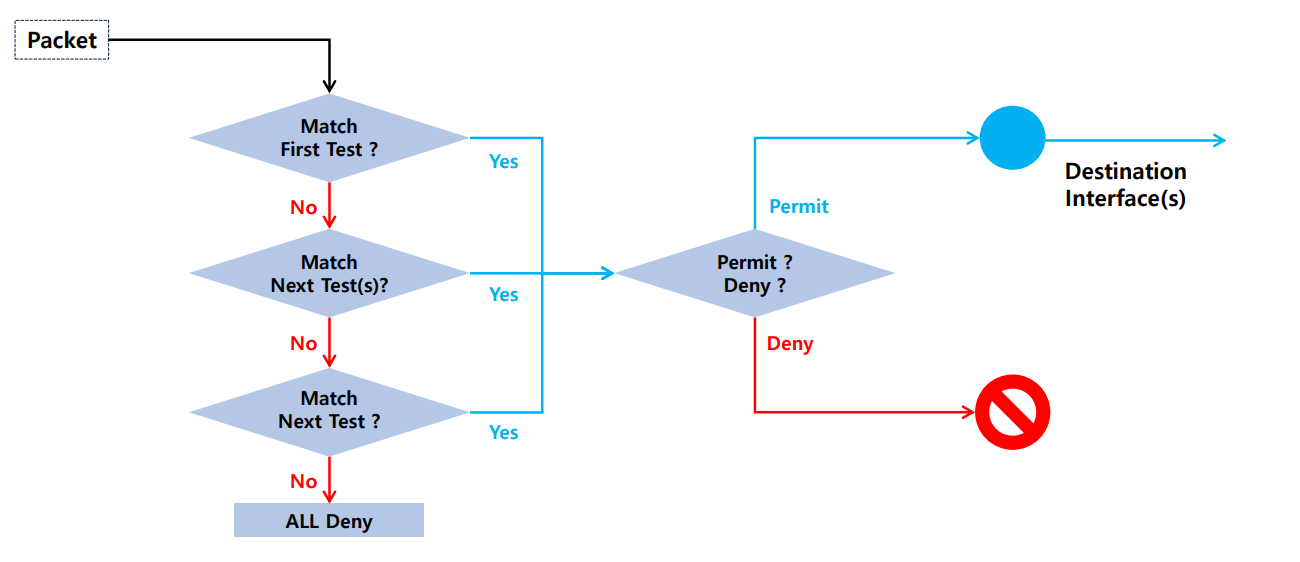 Packet
Match
First Test ?
Yes
No
Match
Next Test(s)?
Yes
No
Match
Next Test ?
Yes
No
ALL Deny
Permit ?
Deny ?
Permit
Deny
Destination
Interface(s)